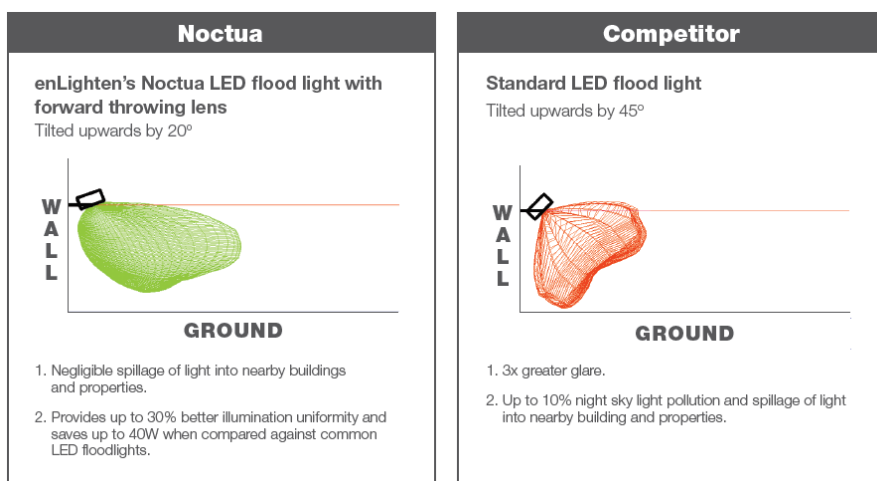 Noctua
enLighten's Noctua LED flood light with
forward throwing lens
Tilted upwards by 20º
W
A
L
L
GROUND
1. Negligible spillage of light into nearby buildings
and properties.
2. Provides up to 30% better illumination uniformity and
saves up to 40W when compared against common
LED floodlights.
Competitor
Standard LED flood light
Tilted upwards by 45º
W
A
L
L
GROUND
1. 3x greater glare.
2. Up to 10% night sky light pollution and spillage of light
into nearby building and properties.